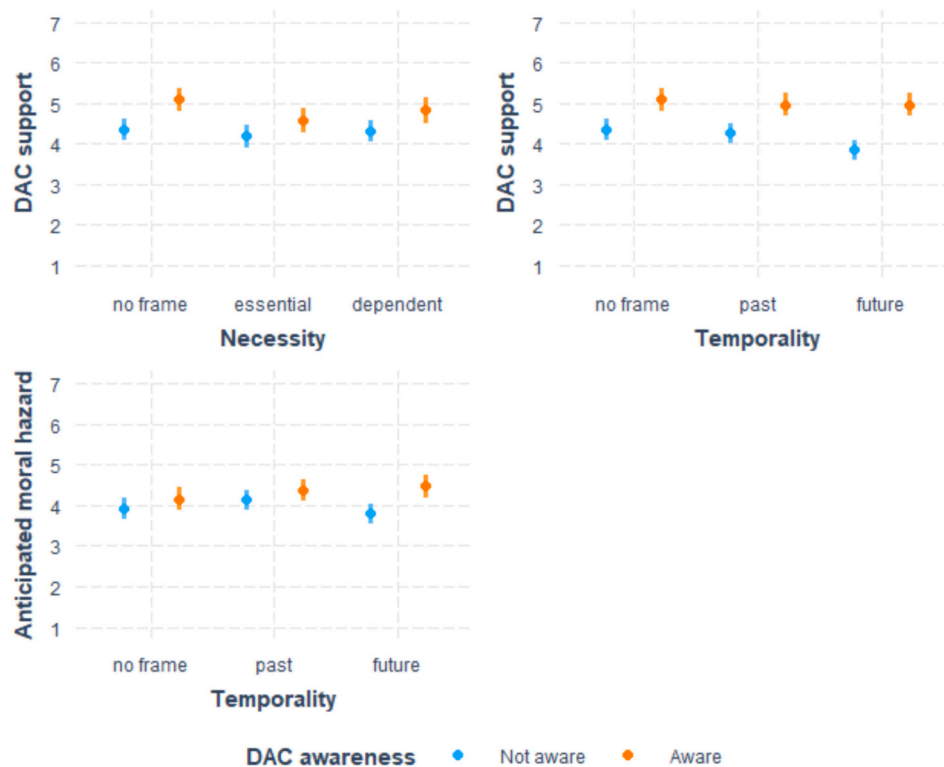 7
6
5
4
3
2
1
DAC support
no frame essential dependent
Necessity
7
6
5
4
3
2
1
DAC support
no frame past future
Temporality
7
6
5
4
3
2
1
Anticipated moral hazard
no frame past future
Temporality
DAC awareness Not aware Aware